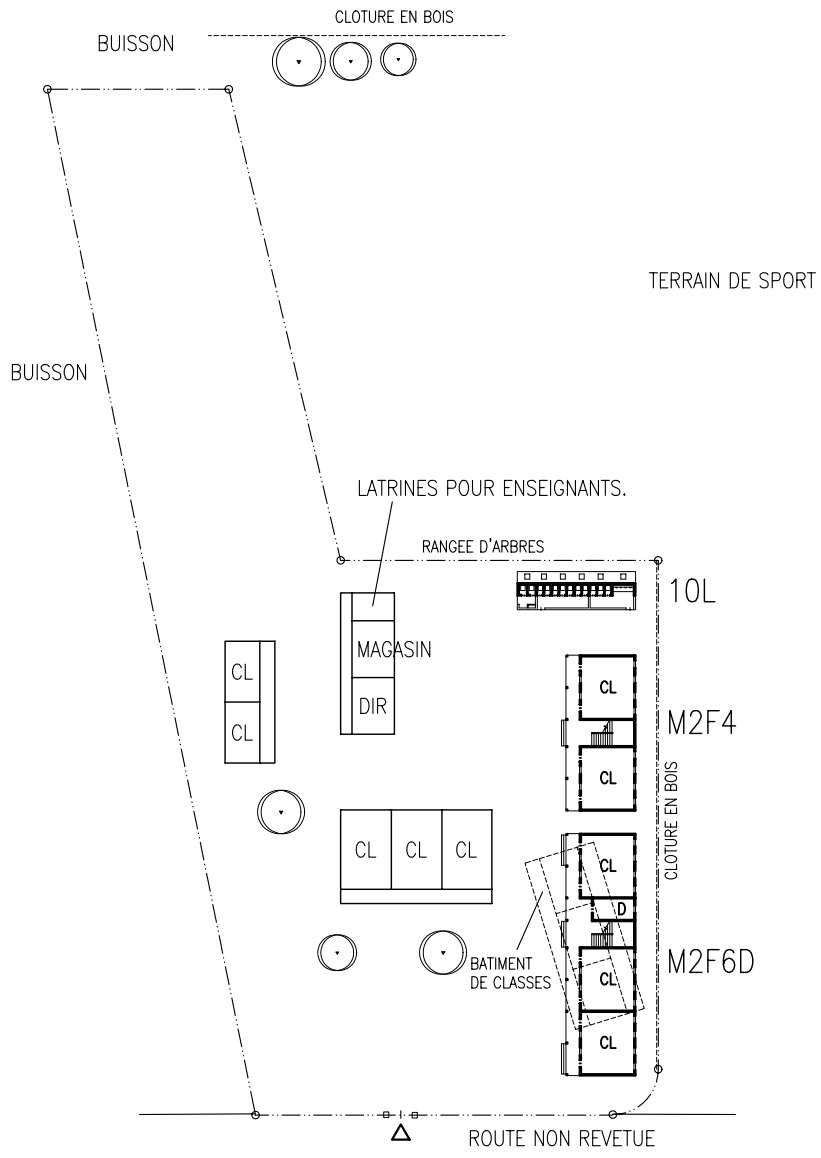 CLOTURE EN BOIS
BUISSON
TERRAIN DE SPORT
BUISSON
LATRINES POUR ENSEIGNANTS.
RANGEE D'ARBRES
10L
MAGASIN
CL
CL
DIR
CL
M2F4
CL
CLOTURE EN BOIS
CL
CL
CL
CL
D
BATIMENT
DE CLASSES
CL
M2F6D
CL
ROUTE NON REVETUE